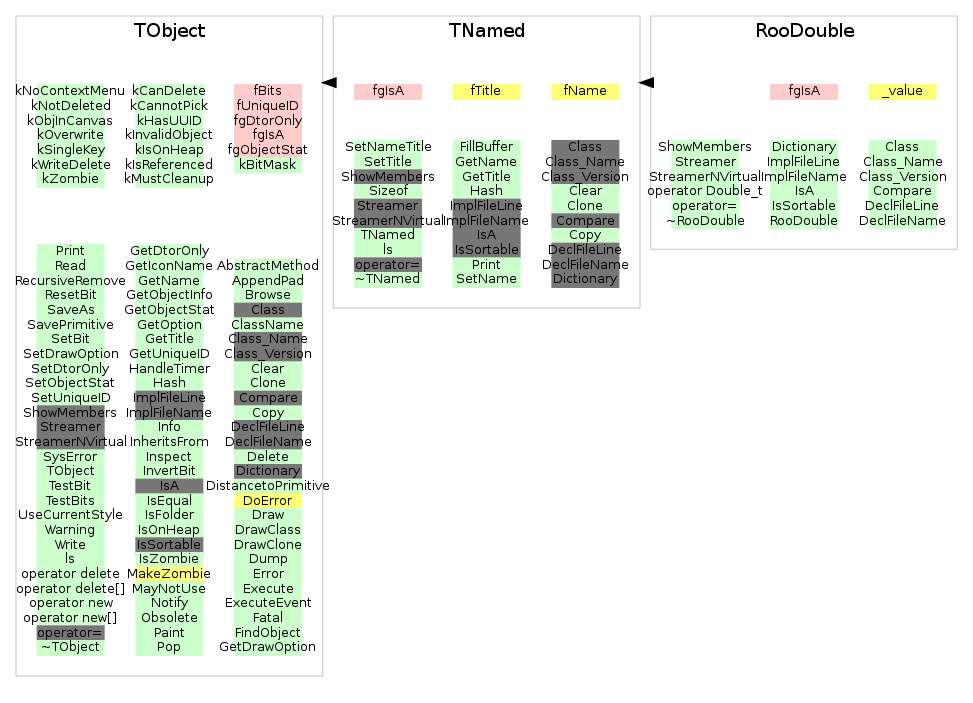 TObject
kNoContextMenu kCanDelete fBits
kNotDeleted kCannotPick fUniqueID
kObjInCanvas kHasUUID fgDtorOnly
kOverwrite kInvalidObject fgIsA
kSingleKey kIsOnHeap fgObjectStat
kWriteDelete kIsReferenced kBitMask
kZombie kMustCleanup
Print GetDtorOnly
Read GetIconName AbstractMethod
RecursiveRemove GetName AppendPad
ResetBit GetObjectInfo Browse
SaveAs GetObjectStat Class
SavePrimitive GetOption ClassName
SetBit GetTitle Class_Name
SetDrawOption GetUniqueID Class_Version
SetDtorOnly HandleTimer Clear
SetObjectStat Hash Clone
SetUniqueID ImplFileLine Compare
ShowMembers ImplFileName Copy
Streamer Info DeclFileLine
StreamerNVirtual InheritsFrom DeclFileName
SysError Inspect Delete
TObject InvertBit Dictionary
TestBit IsA DistancetoPrimitive
TestBits IsEqual DoError
UseCurrentStyle IsFolder Draw
Warning IsOnHeap DrawClass
Write IsSortable DrawClone
ls IsZombie Dump
operator delete MakeZombie Error
operator delete[] MayNotUse Execute
operator new Notify ExecuteEvent
operator new[] Obsolete Fatal
operator= Paint FindObject
~TObject Pop GetDrawOption
TNamed
fgIsA fTitle fName
SetNameTitle FillBuffer Class
SetTitle GetName Class_Name
ShowMembers GetTitle Class_Version
Sizeof Hash Clear
Streamer ImplFileLine Clone
StreamerNVirtual ImplFileName Compare
TNamed IsA Copy
ls IsSortable DeclFileLine
operator= Print DeclFileName
~TNamed SetName Dictionary
RooDouble
fgIsA _value
ShowMembers Dictionary Class
Streamer ImplFileLine Class_Name
StreamerNVirtual ImplFileName Class_Version
operator Double_t IsA Compare
operator= IsSortable DeclFileLine
~RooDouble RooDouble DeclFileName